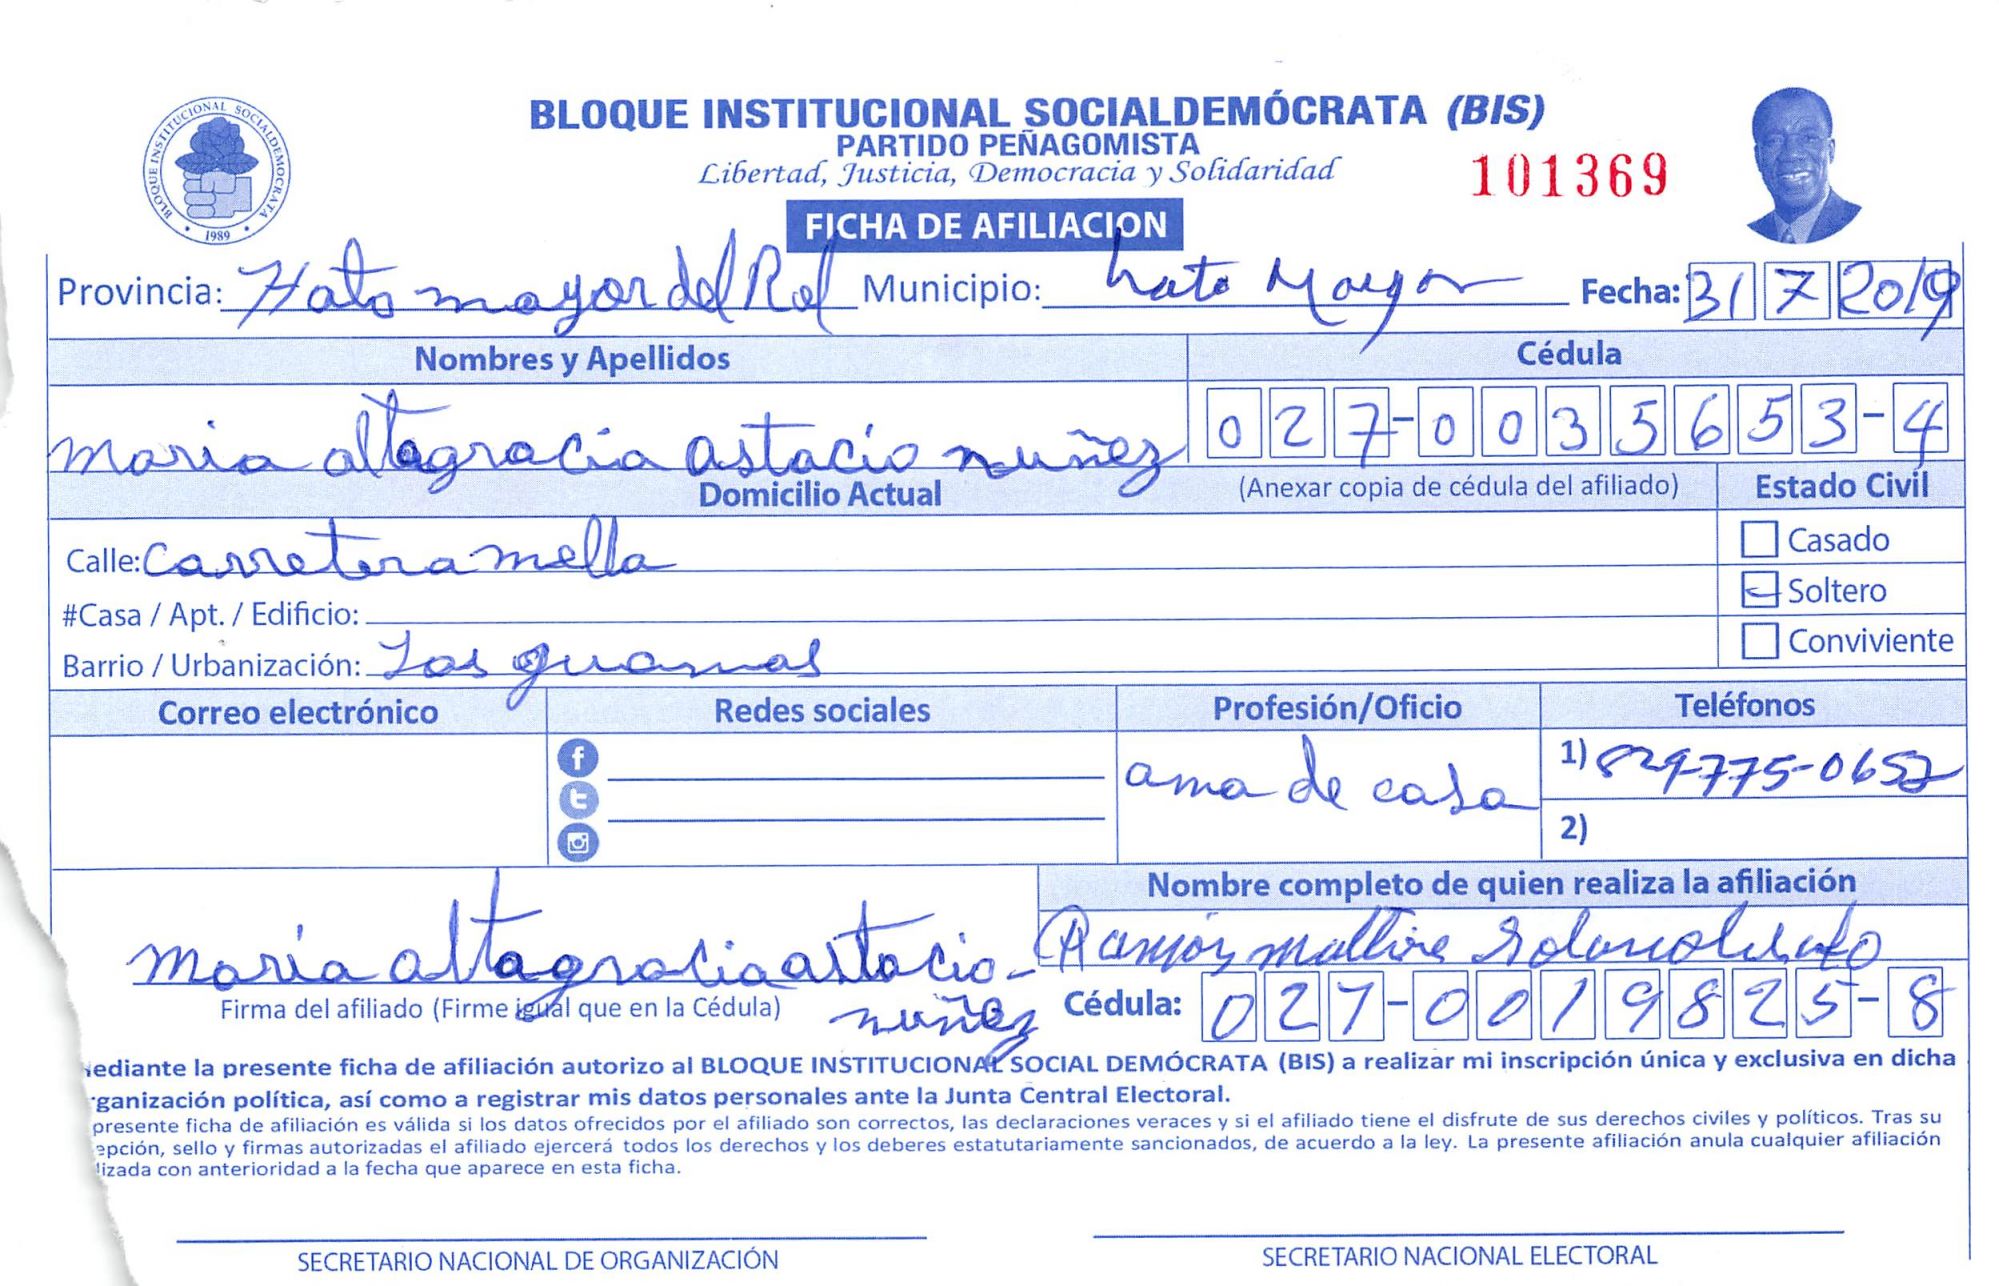 BLOQUE INSTITUCIONAL SOCIALDEMÓCRATA (BIS)
PARTIDO PEÑAGOMISTA
Libertad, Justicia, Democracia y Solidaridad
101369
BLOQUE INSTITUCIONAL SOCIALDEMOCRATA
1989
FICHA DE AFILIACION
Provincia: Hato mayor del Rel Municipio: hato Mayor Fecha: 31 7 2019
Nombres y Apellidos Cédula
maria altagracia astacio nuñez 027-0035653-4
Domicilio Actual (Anexar copia de cédula del afiliado) Estado Civil
Calle: Carretera mella Casado
#Casa / Apt. / Edificio: Soltero
Barrio / Urbanización: Los guamas Conviviente
Correo electrónico Redes sociales Profesión/Oficio Teléfonos
ama de casa 1) 829-775-0652
2)
Nombre completo de quien realiza la afiliación
maría altagracia astacio- Ramón
nuñez
Firma del afiliado (Firme igual que en la Cédula) Cédula: 027-0019825-8
ediante la presente ficha de afiliación autorizo al BLOQUE INSTITUCIONAL SOCIAL DEMÓCRATA (BIS) a realizar mi inscripción única y exclusiva en dicha
ganización política, así como a registrar mis datos personales ante la Junta Central Electoral.
presente ficha de afiliación es válida si los datos ofrecidos por el afiliado son correctos, las declaraciones veraces y si el afiliado tiene el disfrute de sus derechos civiles y políticos. Tras su
epción, sello y firmas autorizadas el afiliado ejercerá todos los derechos y los deberes estatutariamente sancionados, de acuerdo a la ley. La presente afiliación anula cualquier afiliación
lizada con anterioridad a la fecha que aparece en esta ficha.
SECRETARIO NACIONAL DE ORGANIZACIÓN SECRETARIO NACIONAL ELECTORAL